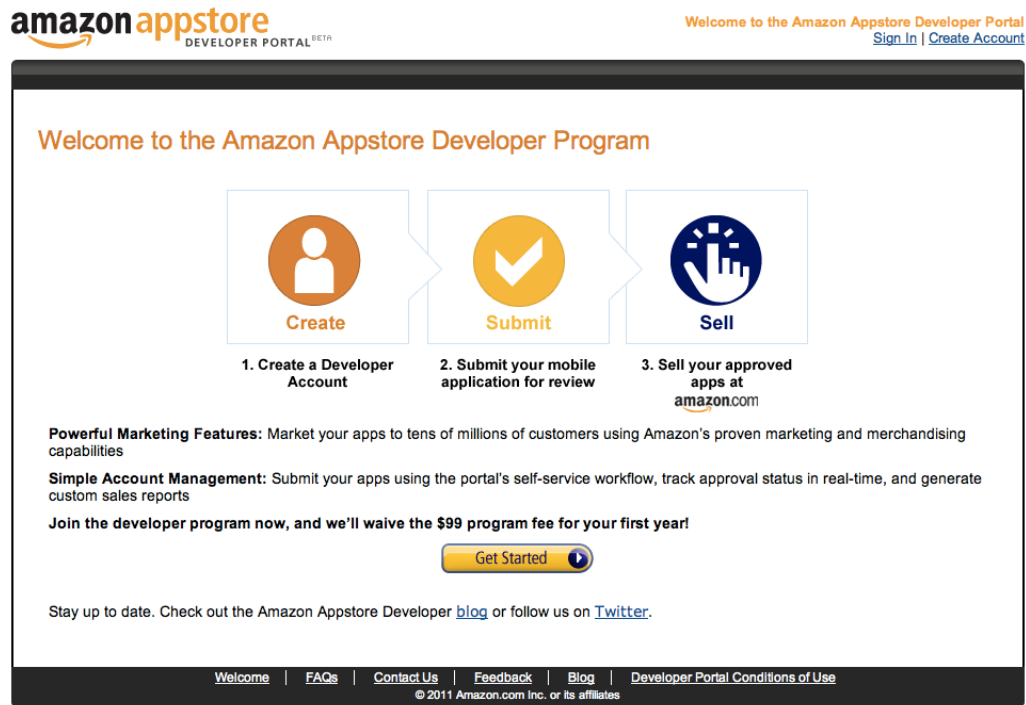 amazon appstore
DEVELOPER PORTAL BETA
Welcome to the Amazon Appstore Developer Portal
Sign In | Create Account
Welcome to the Amazon Appstore Developer Program
Create
Submit
Sell
1. Create a Developer
Account
2. Submit your mobile
application for review
3. Sell your approved
apps at
amazon.com
Powerful Marketing Features: Market your apps to tens of millions of customers using Amazon's proven marketing and merchandising
capabilities
Simple Account Management: Submit your apps using the portal's self-service workflow, track approval status in real-time, and generate
custom sales reports
Join the developer program now, and we'll waive the $99 program fee for your first year!
Get Started
Stay up to date. Check out the Amazon Appstore Developer blog or follow us on Twitter.
Welcome | FAQs | Contact Us | Feedback | Blog | Developer Portal Conditions of Use
© 2011 Amazon.com Inc. or its affiliates